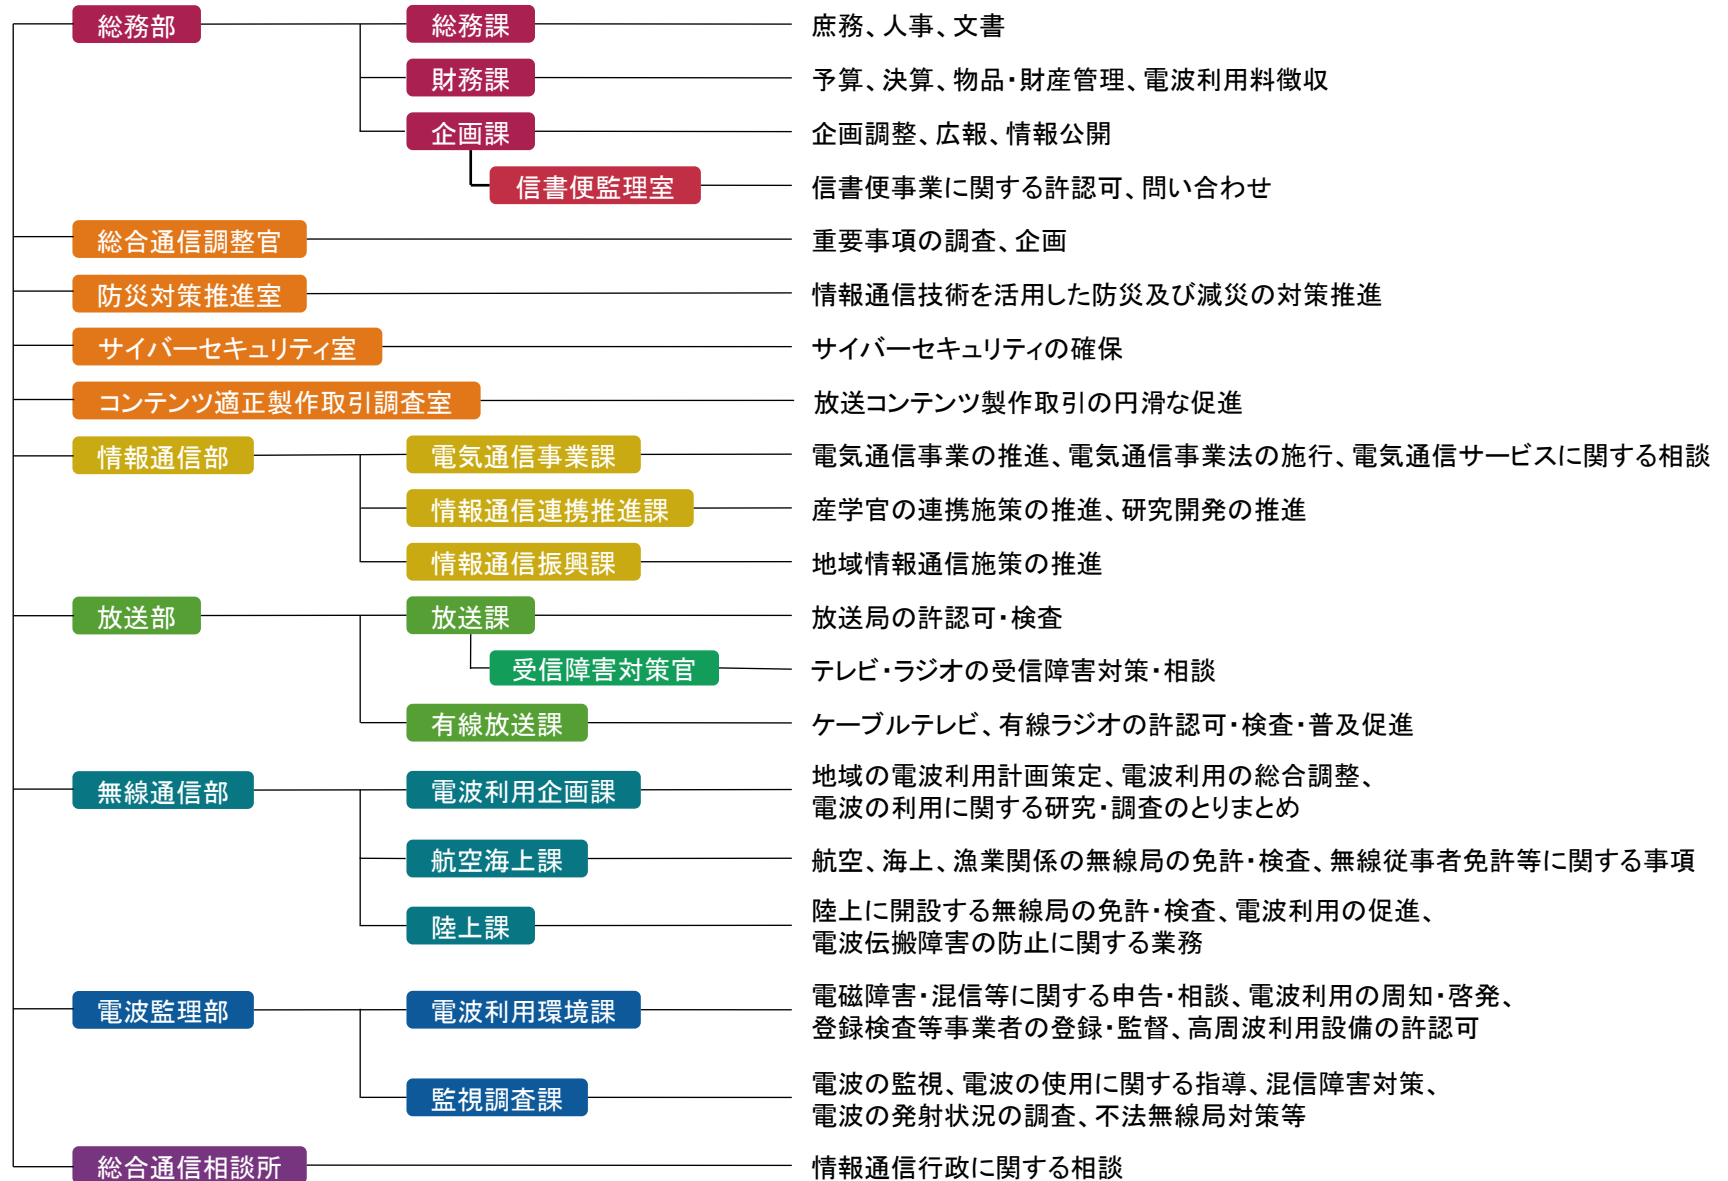 総務部
総務課
庶務、人事、文書
財務課
予算、決算、物品・財産管理、電波利用料徴収
企画課
企画調整、広報、情報公開
信書便監理室
信書便事業に関する許認可、問い合わせ
総合通信調整官
重要事項の調査、企画
防災対策推進室
情報通信技術を活用した防災及び減災の対策推進
サイバーセキュリティ室
サイバーセキュリティの確保
コンテンツ適正製作取引調査室
放送コンテンツ製作取引の円滑な促進
情報通信部
電気通信事業課
電気通信事業の推進、電気通信事業法の施行、電気通信サービスに関する相談
情報通信連携推進課
産学官の連携施策の推進、研究開発の推進
情報通信振興課
地域情報通信施策の推進
放送部
放送課
放送局の許認可・検査
受信障害対策官
テレビ・ラジオの受信障害対策・相談
有線放送課
ケーブルテレビ、有線ラジオの許認可・検査・普及促進
無線通信部
電波利用企画課
地域の電波利用計画策定、電波利用の総合調整、
電波の利用に関する研究・調査のとりまとめ
航空海上課
航空、海上、漁業関係の無線局の免許・検査、無線従事者免許等に関する事項
陸上課
陸上に開設する無線局の免許・検査、電波利用の促進、
電波伝搬障害の防止に関する業務
電波監理部
電波利用環境課
電磁障害・混信等に関する申告・相談、電波利用の周知・啓発、
登録検査等事業者の登録・監督、高周波利用設備の許認可
監視調査課
電波の監視、電波の使用に関する指導、混信障害対策、
電波の発射状況の調査、不法無線局対策等
総合通信相談所
情報通信行政に関する相談